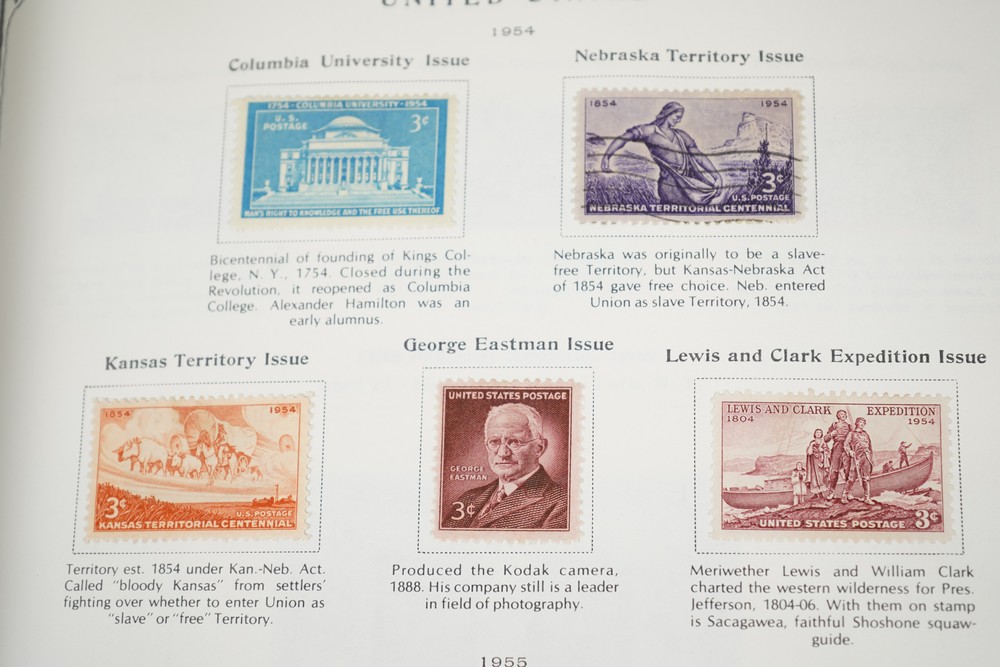 UNITED STATES
1954
Columbia University Issue
Nebraska Territory Issue
1754 - COLUMBIA UNIVERSITY - 1954
U.S.
POSTAGE
3¢
MAN'S RIGHT TO KNOWLEDGE AND THE FREE USE THEREOF
1854
1954
3¢
U.S. POSTAGE
NEBRASKA TERRITORIAL CENTENNIAL
Bicentennial of founding of Kings Col-
lege, N. Y., 1754. Closed during the
Revolution, it reopened as Columbia
College. Alexander Hamilton was an
early alumnus.
Nebraska was originally to be a slave-
free Territory, but Kansas-Nebraska Act
of 1854 gave free choice. Neb. entered
Union as slave Territory, 1854.
Kansas Territory Issue
George Eastman Issue
Lewis and Clark Expedition Issue
1854
1954
3¢
U.S. POSTAGE
KANSAS TERRITORIAL CENTENNIAL
UNITED STATES POSTAGE
GEORGE
EASTMAN
3¢
LEWIS AND CLARK EXPEDITION
1804
1954
UNITED STATES POSTAGE
3¢
Territory est. 1854 under Kan.-Neb. Act.
Called "bloody Kansas" from settlers'
fighting over whether to enter Union as
"slave" or "free" Territory.
Produced the Kodak camera,
1888. His company still is a leader
in field of photography.
Meriwether Lewis and William Clark
charted the western wilderness for Pres.
Jefferson, 1804-06. With them on stamp
is Sacagawea, faithful Shoshone squaw-
guide.
1955